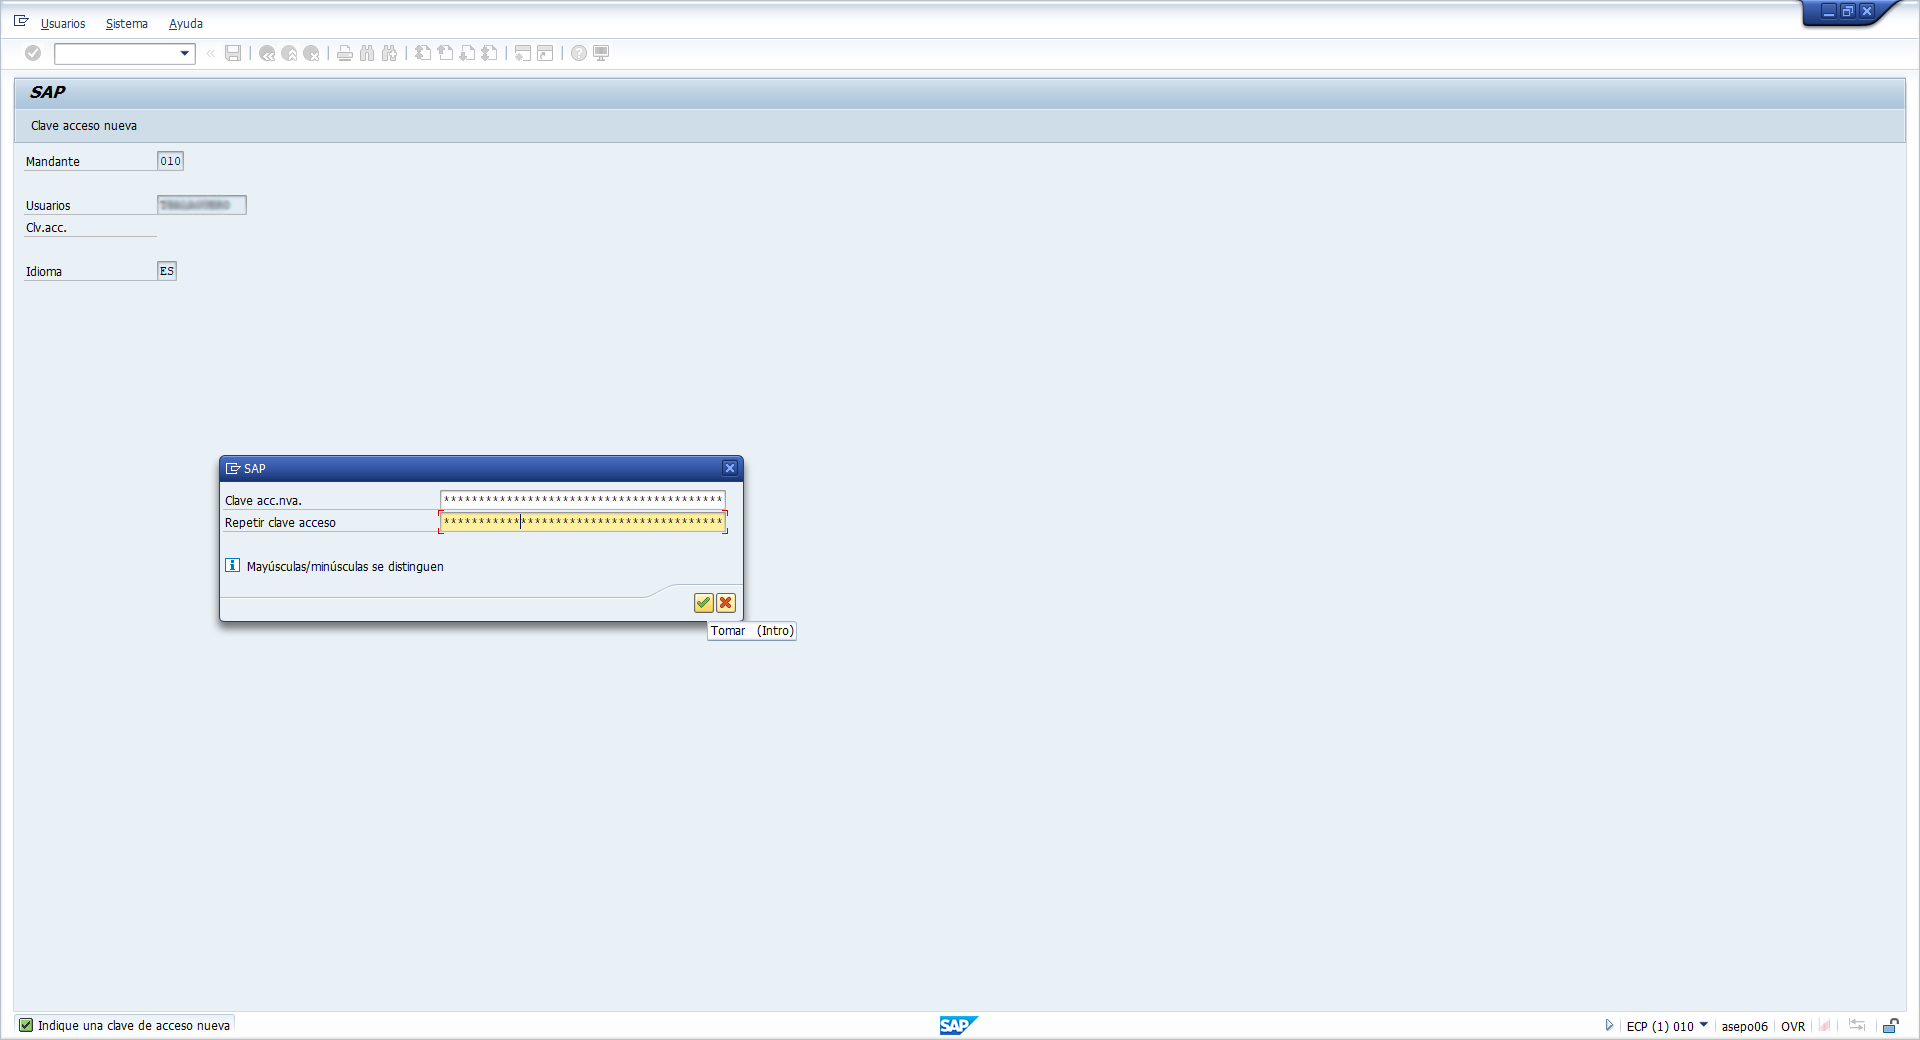 Usuarios Sistema Ayuda
SAP
Clave acceso nueva
Mandante 010
Usuarios
Clv.acc.
Idioma ES
SAP
Clave acc.nva. ****************************************
Repetir clave acceso ****************************************
Mayúsculas/minúsculas se distinguen
Tomar (Intro)
Indique una clave de acceso nueva
SAP
ECP (1) 010 asepo06 OVR